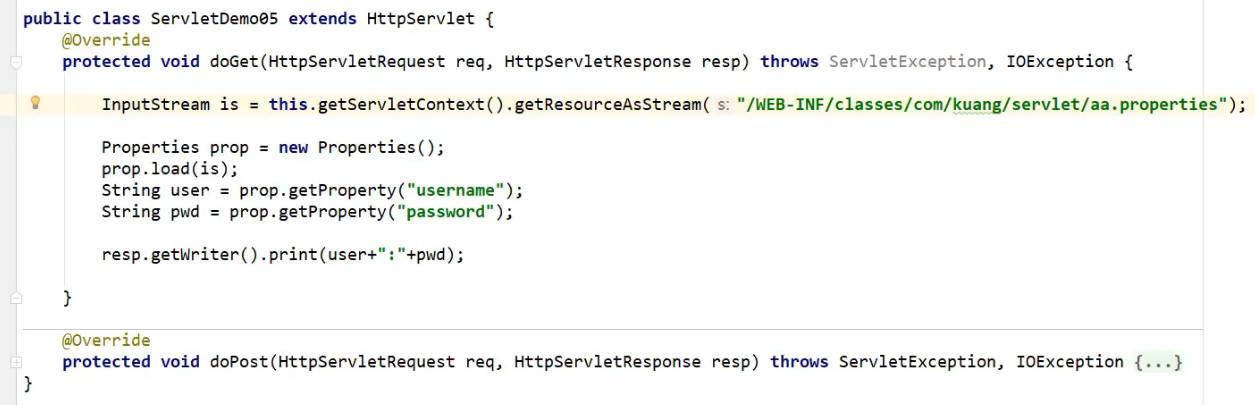 public class ServletDemo05 extends HttpServlet {
@Override
protected void doGet(HttpServletRequest req, HttpServletResponse resp) throws ServletException, IOException {
InputStream is = this.getServletContext().getResourceAsStream( s: "/WEB-INF/classes/com/kuang/servlet/aa.properties");
Properties prop = new Properties();
prop.load(is);
String user = prop.getProperty("username");
String pwd = prop.getProperty("password");
resp.getWriter().print(user+":"+pwd);
}
@Override
protected void doPost(HttpServletRequest req, HttpServletResponse resp) throws ServletException, IOException {...}
}